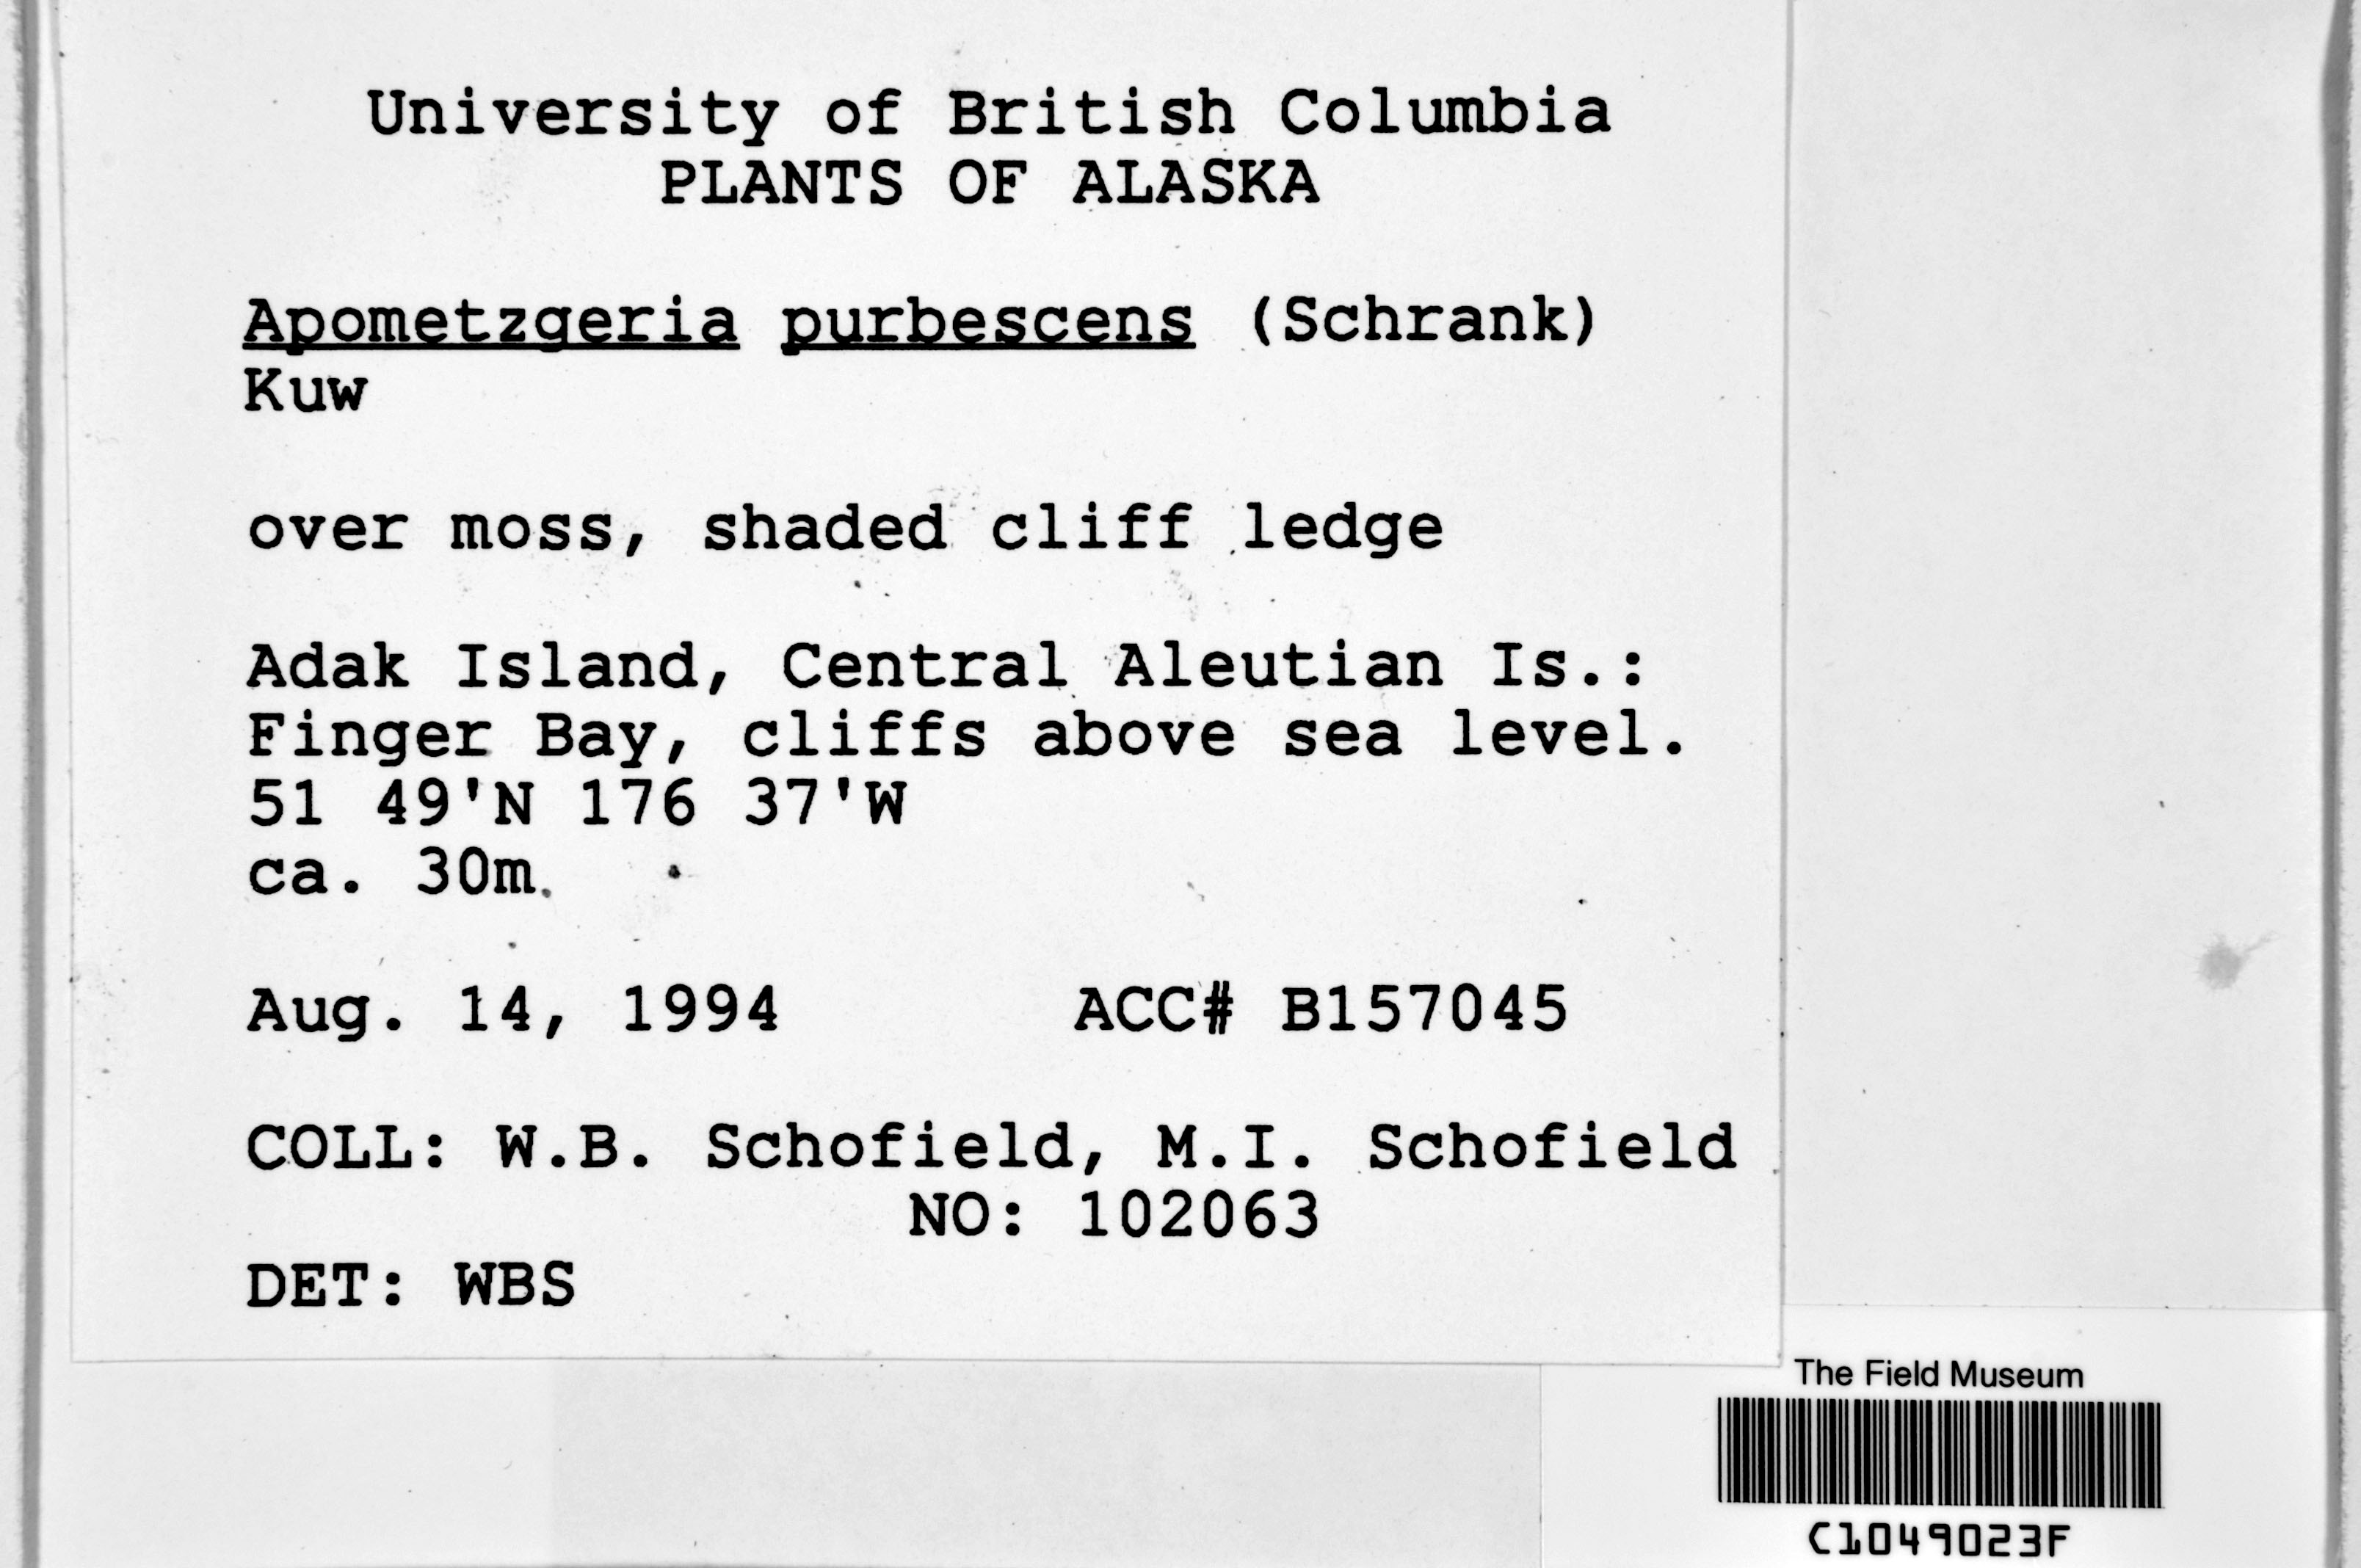 University of British Columbia
PLANTS OF ALASKA
Apometzgeria purbescens (Schrank)
Kuw
over moss, shaded cliff ledge
Adak Island, Central Aleutian Is.:
Finger Bay, cliffs above sea level.
51 49'N 176 37'W
ca. 30m.
Aug. 14, 1994 ACC# B157045
COLL: W.B. Schofield, M.I. Schofield
NO: 102063
DET: WBS
The Field Museum
C1049023F